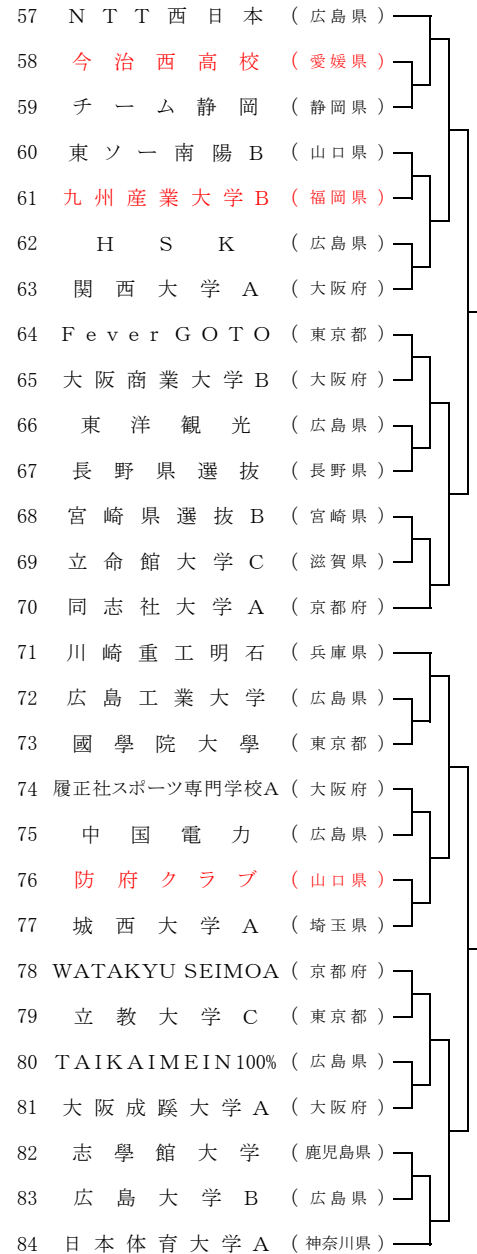 57 NTT西日本 (広島県)
58 今治西高校 (愛媛県)
59 チーム静岡 (静岡県)
60 東ソー南陽B (山口県)
61 九州産業大学B (福岡県)
62 HSK (広島県)
63 関西大学A (大阪府)
64 FeverGOTO (東京都)
65 大阪商業大学B (大阪府)
66 東洋観光 (広島県)
67 長野県選抜 (長野県)
68 宮崎県選抜B (宮崎県)
69 立命館大学C (滋賀県)
70 同志社大学A (京都府)
71 川崎重工明石 (兵庫県)
72 広島工業大学 (広島県)
73 國學院大學 (東京都)
74 履正社スポーツ専門学校A (大阪府)
75 中国電力 (広島県)
76 防府クラブ (山口県)
77 城西大学A (埼玉県)
78 WATAKYU SEIMOA (京都府)
79 立教大学C (東京都)
80 TAIKAIMEIN100% (広島県)
81 大阪成蹊大学A (大阪府)
82 志學館大学 (鹿児島県)
83 広島大学B (広島県)
84 日本体育大学A (神奈川県)